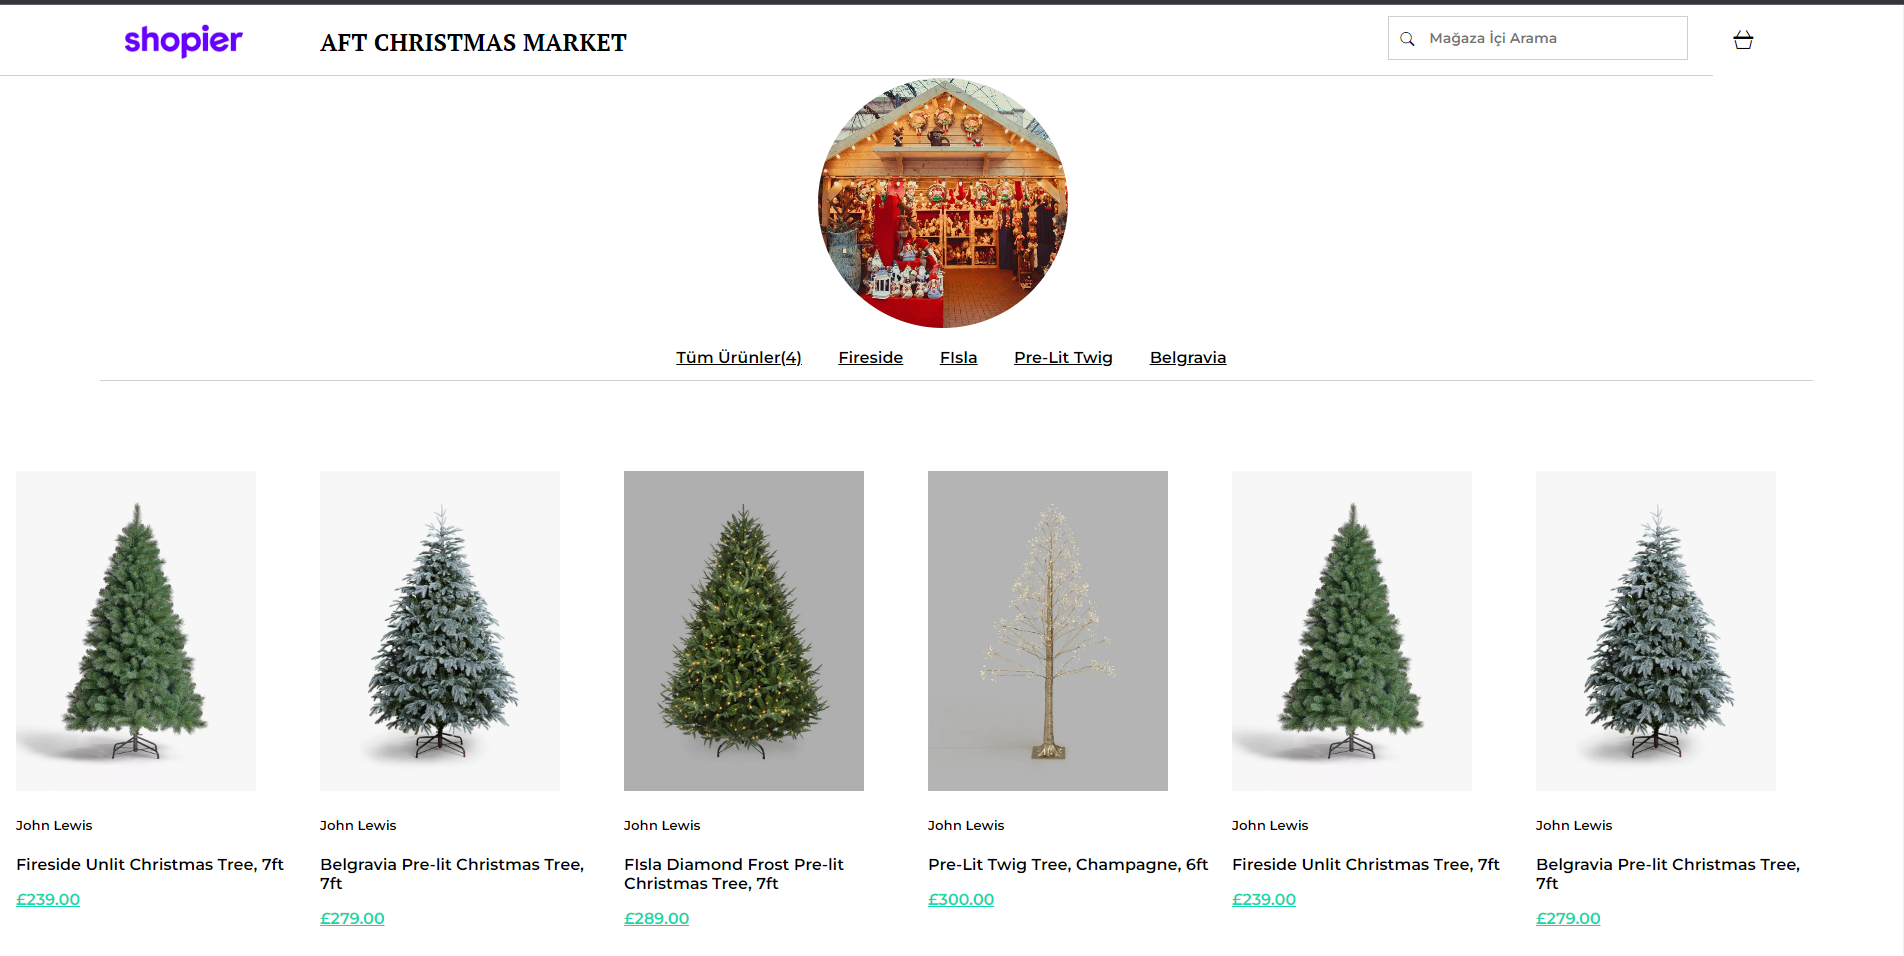 shopier
AFT CHRISTMAS MARKET
Mağaza İçi Arama
Tüm Ürünler(4)
Fireside
FIsla
Pre-Lit Twig
Belgravia
John Lewis
Fireside Unlit Christmas Tree, 7ft
£239.00
John Lewis
Belgravia Pre-lit Christmas Tree,
7ft
£279.00
John Lewis
FIsla Diamond Frost Pre-lit
Christmas Tree, 7ft
£289.00
John Lewis
Pre-Lit Twig Tree, Champagne, 6ft
£300.00
John Lewis
Fireside Unlit Christmas Tree, 7ft
£239.00
John Lewis
Belgravia Pre-lit Christmas Tree,
7ft
£279.00